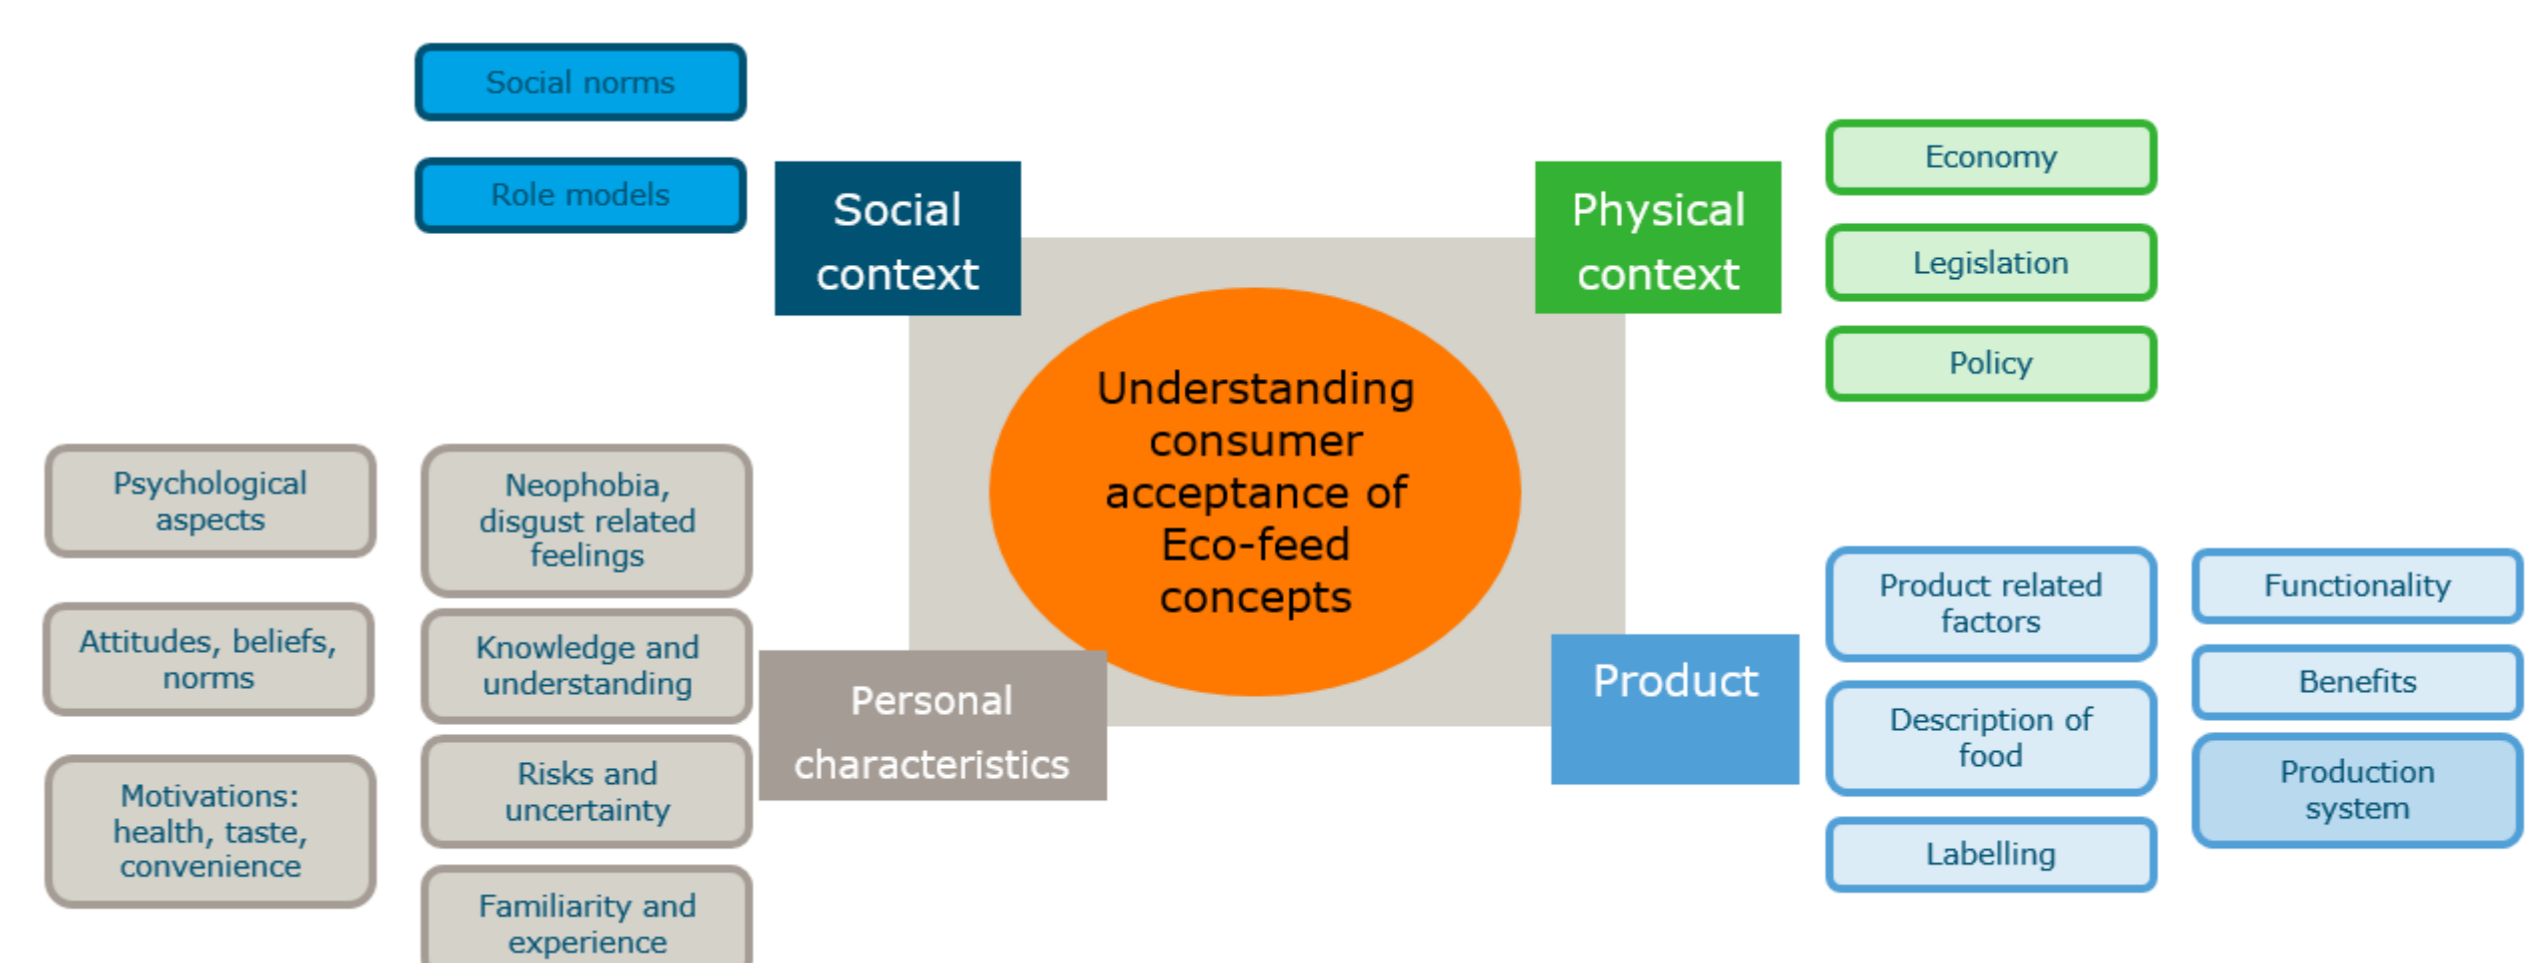 Social norms
Role models
Social
context
Physical
context
Economy
Legislation
Policy
Understanding
consumer
acceptance of
Eco-feed
concepts
Psychological
aspects
Attitudes, beliefs,
norms
Motivations:
health, taste,
convenience
Neophobia,
disgust related
feelings
Knowledge and
understanding
Risks and
uncertainty
Familiarity and
experience
Personal
characteristics
Product
Product related
factors
Description of
food
Labelling
Functionality
Benefits
Production
system